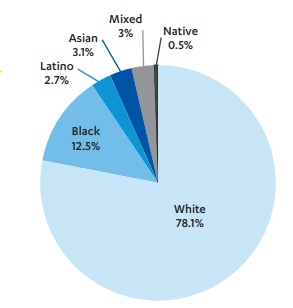 Mixed
3%
Native
0.5%
Asian
3.1%
Latino
2.7%
Black
12.5%
White
78.1%